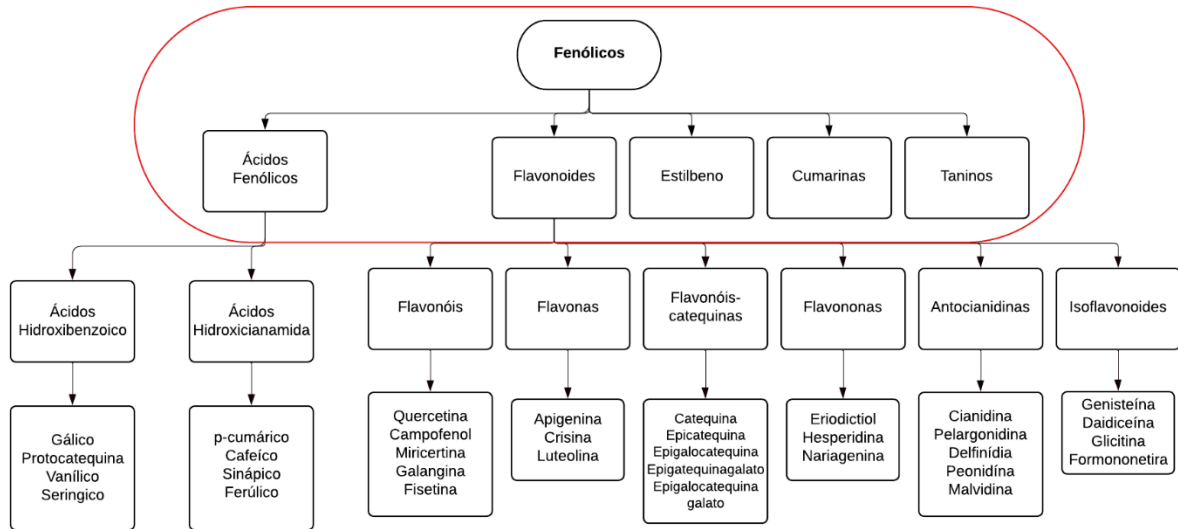 Fenólicos
Ácidos
Fenólicos
Flavonoides
Estilbeno
Cumarinas
Taninos
Ácidos
Hidroxibenzoico
Ácidos
Hidroxicianamida
Flavonóis
Flavonas
Flavonóis-
catequinas
Flavononas
Antocianidinas
Isoflavonoides
Gálico
Protocatequina
Vanílico
Seringico
p-cumárico
Cafeíco
Sinápico
Ferúlico
Quercetina
Campofenol
Miricertina
Galangina
Fisetina
Apigenina
Crisina
Luteolina
Catequina
Epicatequina
Epigalocatequina
Epigatequinagalato
Epigalocatequina
galato
Eriodictiol
Hesperidina
Nariagenina
Cianidina
Pelargonidina
Delfinídia
Peonidína
Malvidina
Genisteína
Daidiceína
Glicitina
Formononetira